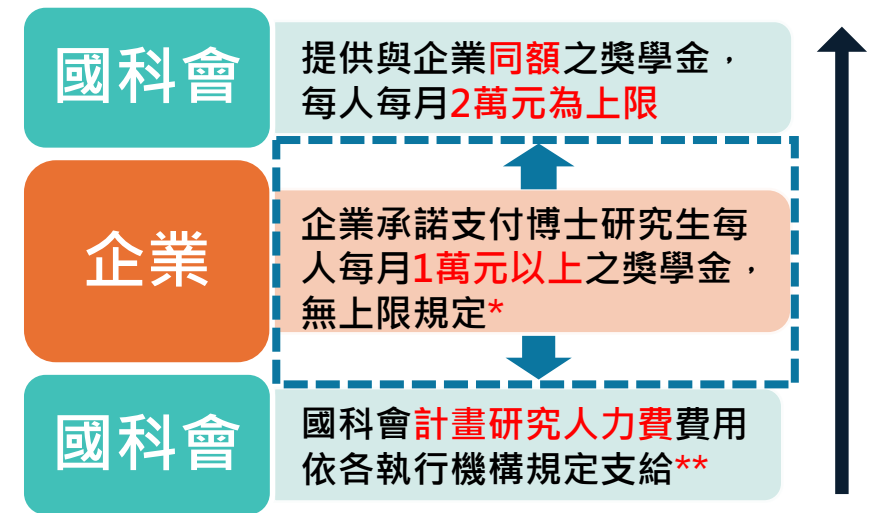 國科會
提供與企業同額之獎學金，
每人每月2萬元為上限
企業
企業承諾支付博士研究生每
人每月1萬元以上之獎學金，
無上限規定*
國科會
國科會計畫研究人力費費用
依各執行機構規定支給**